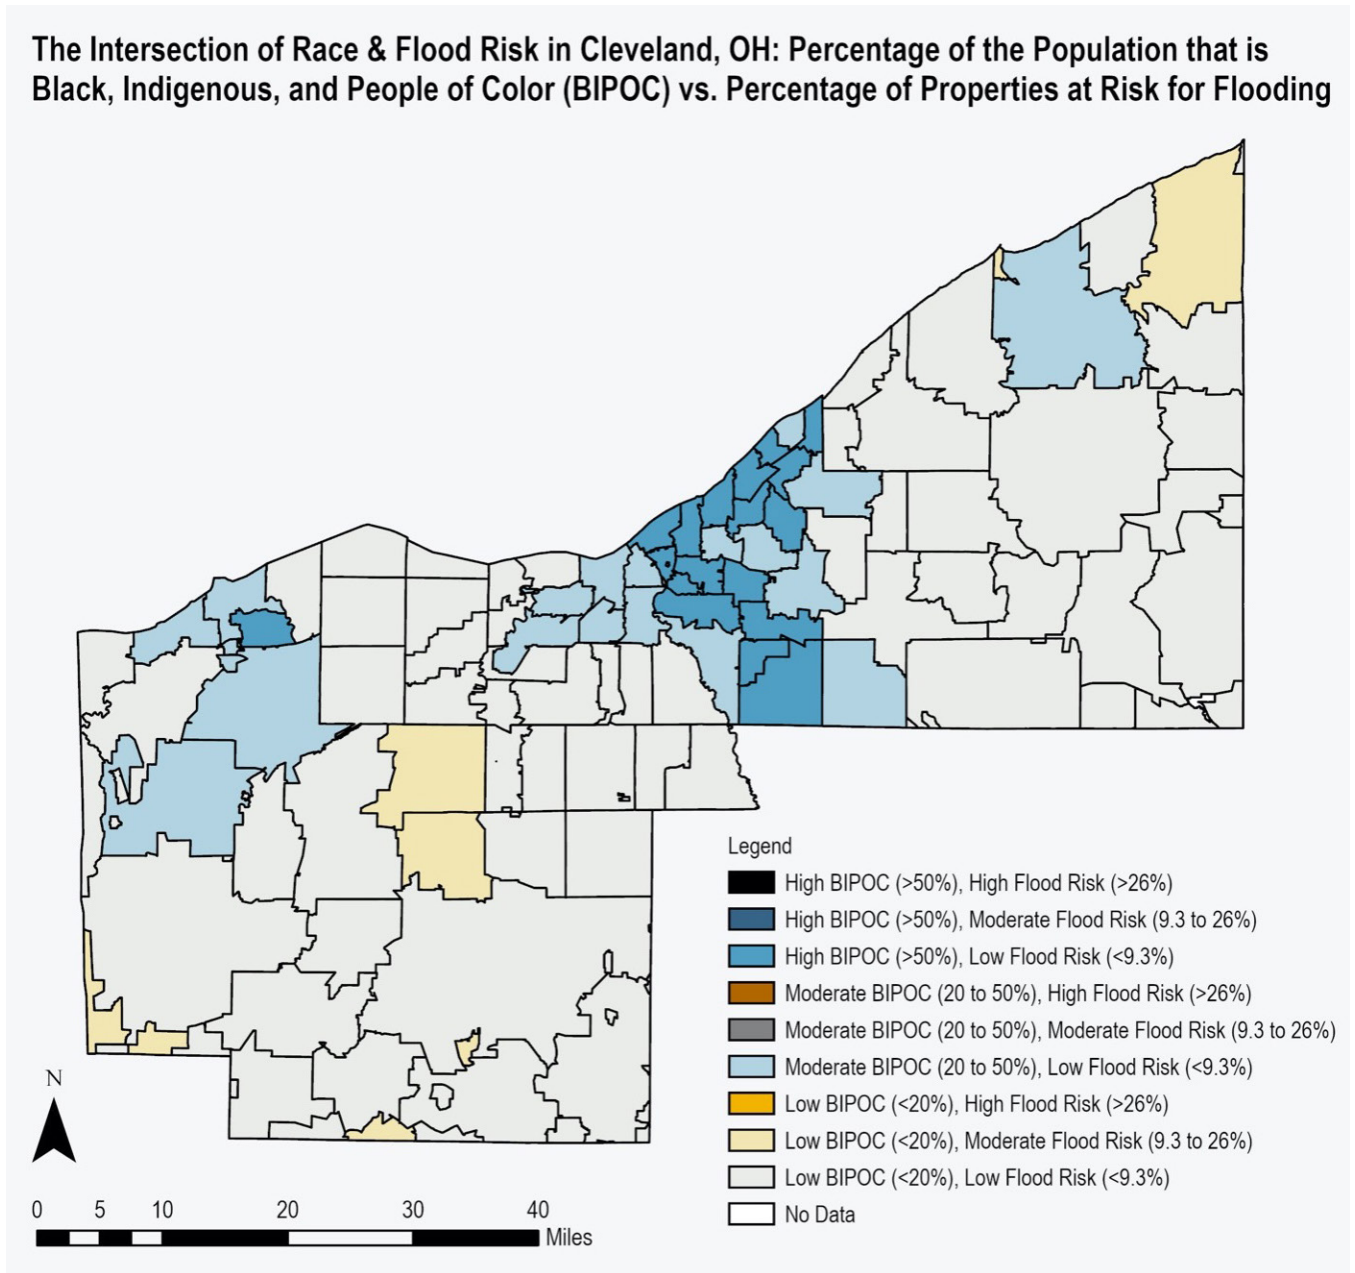 The Intersection of Race & Flood Risk in Cleveland, OH: Percentage of the Population that is
Black, Indigenous, and People of Color (BIPOC) vs. Percentage of Properties at Risk for Flooding
Legend
High BIPOC (>50%), High Flood Risk (>26%)
High BIPOC (>50%), Moderate Flood Risk (9.3 to 26%)
High BIPOC (>50%), Low Flood Risk (<9.3%)
Moderate BIPOC (20 to 50%), High Flood Risk (>26%)
Moderate BIPOC (20 to 50%), Moderate Flood Risk (9.3 to 26%)
Moderate BIPOC (20 to 50%), Low Flood Risk (<9.3%)
Low BIPOC (<20%), High Flood Risk (>26%)
Low BIPOC (<20%), Moderate Flood Risk (9.3 to 26%)
Low BIPOC (<20%), Low Flood Risk (<9.3%)
No Data
N
0 5 10 20 30 40
Miles